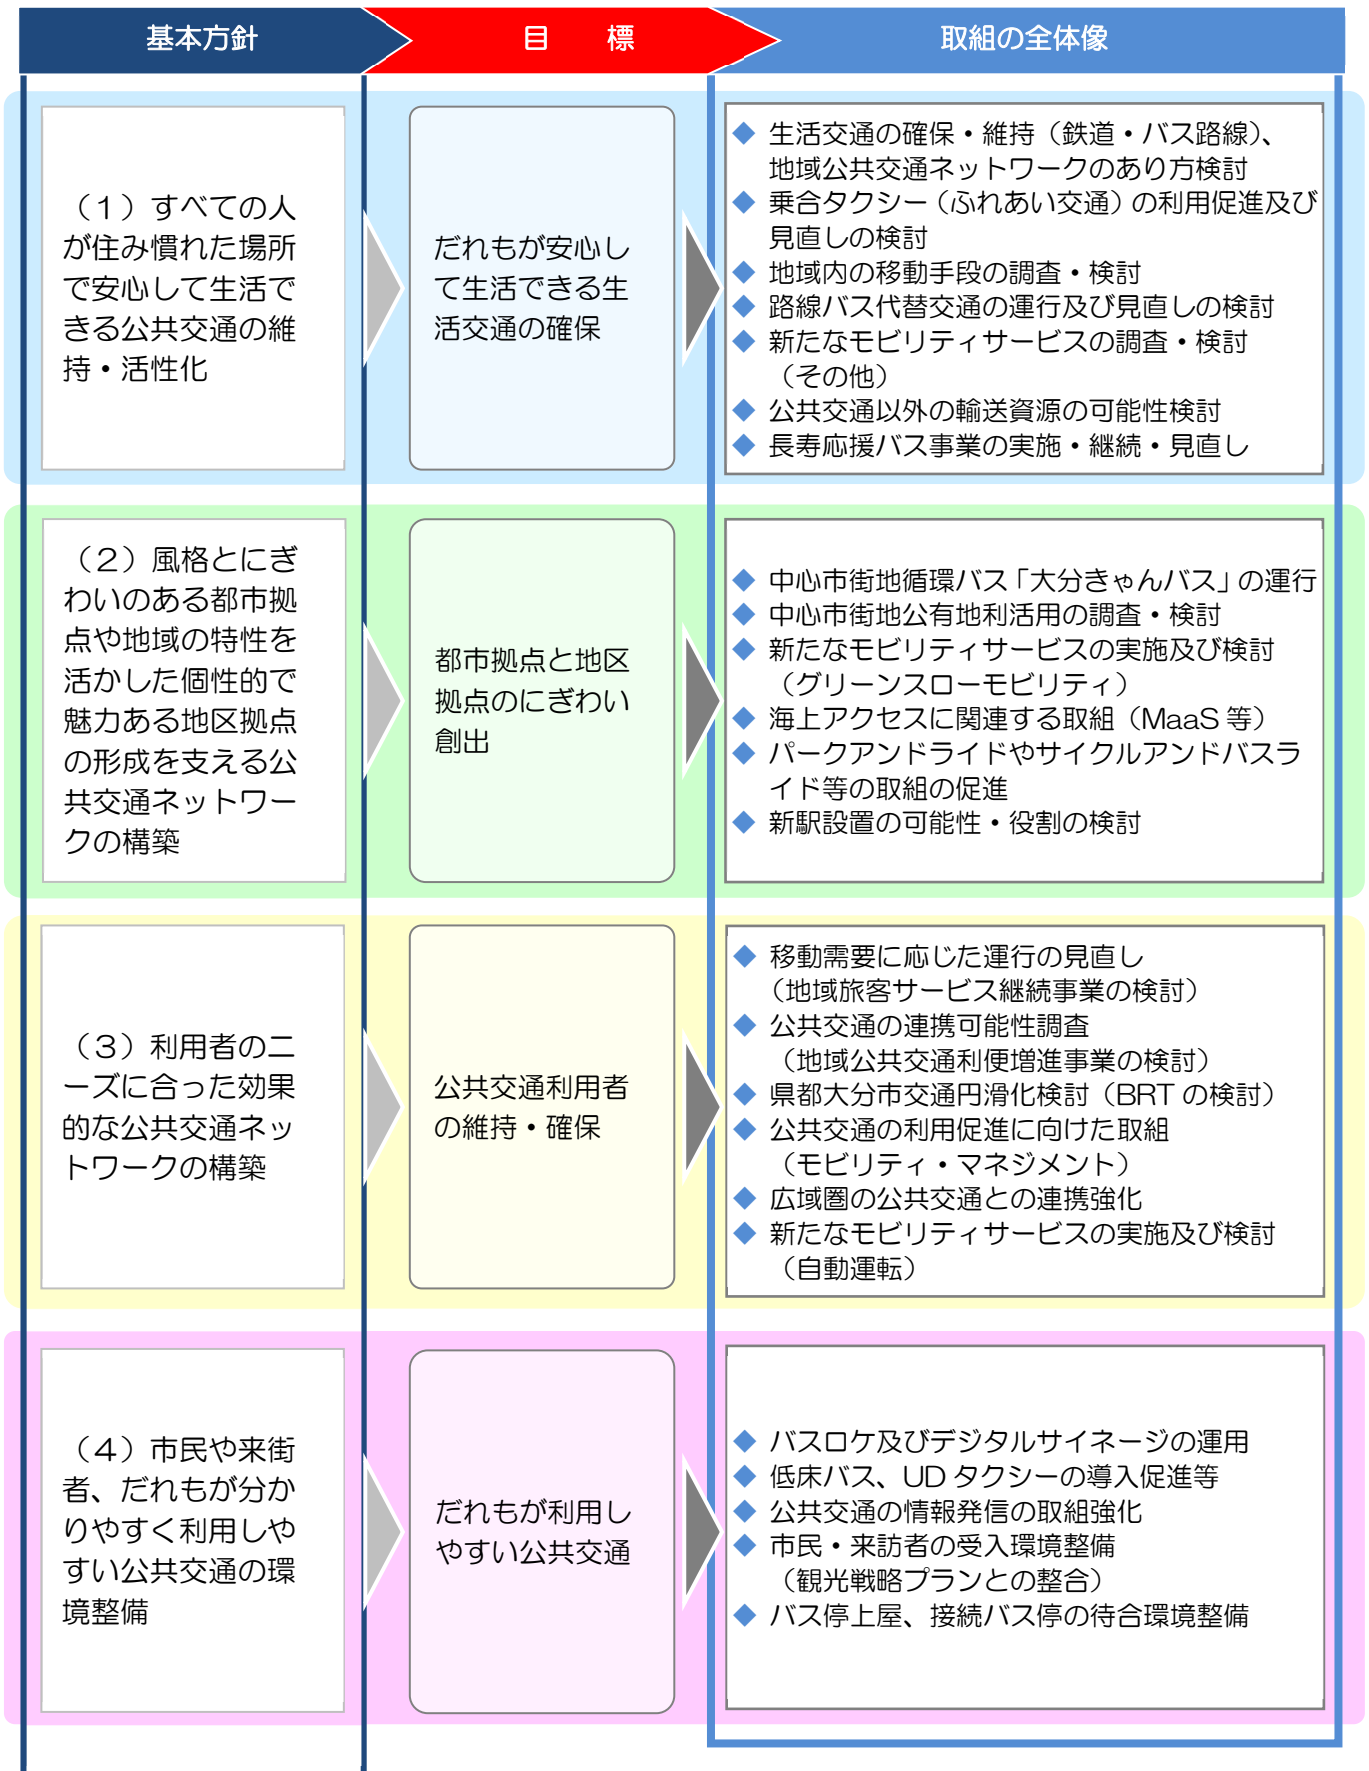 基本方針
目　標
取組の全体像
（1）すべての人
が住み慣れた場所
で安心して生活で
きる公共交通の維
持・活性化
だれもが安心し
て生活できる生
活交通の確保
◆ 生活交通の確保・維持（鉄道・バス路線）、
地域公共交通ネットワークのあり方検討
◆ 乗合タクシー（ふれあい交通）の利用促進及び
見直しの検討
◆ 地域内の移動手段の調査・検討
◆ 路線バス代替交通の運行及び見直しの検討
◆ 新たなモビリティサービスの調査・検討
（その他）
◆ 公共交通以外の輸送資源の可能性検討
◆ 長寿応援バス事業の実施・継続・見直し
（2）風格とにぎ
わいのある都市拠
点や地域の特性を
活かした個性的で
魅力ある地区拠点
の形成を支える公
共交通ネットワー
クの構築
都市拠点と地区
拠点のにぎわい
創出
◆ 中心市街地循環バス「大分きゃんバス」の運行
◆ 中心市街地公有地利活用の調査・検討
◆ 新たなモビリティサービスの実施及び検討
（グリーンスローモビリティ）
◆ 海上アクセスに関連する取組（MaaS 等）
◆ パークアンドライドやサイクルアンドバスラ
イド等の取組の促進
◆ 新駅設置の可能性・役割の検討
（3）利用者のニ
ーズに合った効果
的な公共交通ネッ
トワークの構築
公共交通利用者
の維持・確保
◆ 移動需要に応じた運行の見直し
（地域旅客サービス継続事業の検討）
◆ 公共交通の連携可能性調査
（地域公共交通利便増進事業の検討）
◆ 県都大分市交通円滑化検討（BRT の検討）
◆ 公共交通の利用促進に向けた取組
（モビリティ・マネジメント）
◆ 広域圏の公共交通との連携強化
◆ 新たなモビリティサービスの実施及び検討
（自動運転）
（4）市民や来街
者、だれもが分か
りやすく利用しや
すい公共交通の環
境整備
だれもが利用し
やすい公共交通
◆ バスロケ及びデジタルサイネージの運用
◆ 低床バス、UD タクシーの導入促進等
◆ 公共交通の情報発信の取組強化
◆ 市民・来訪者の受入環境整備
（観光戦略プランとの整合）
◆ バス停上屋、接続バス停の待合環境整備